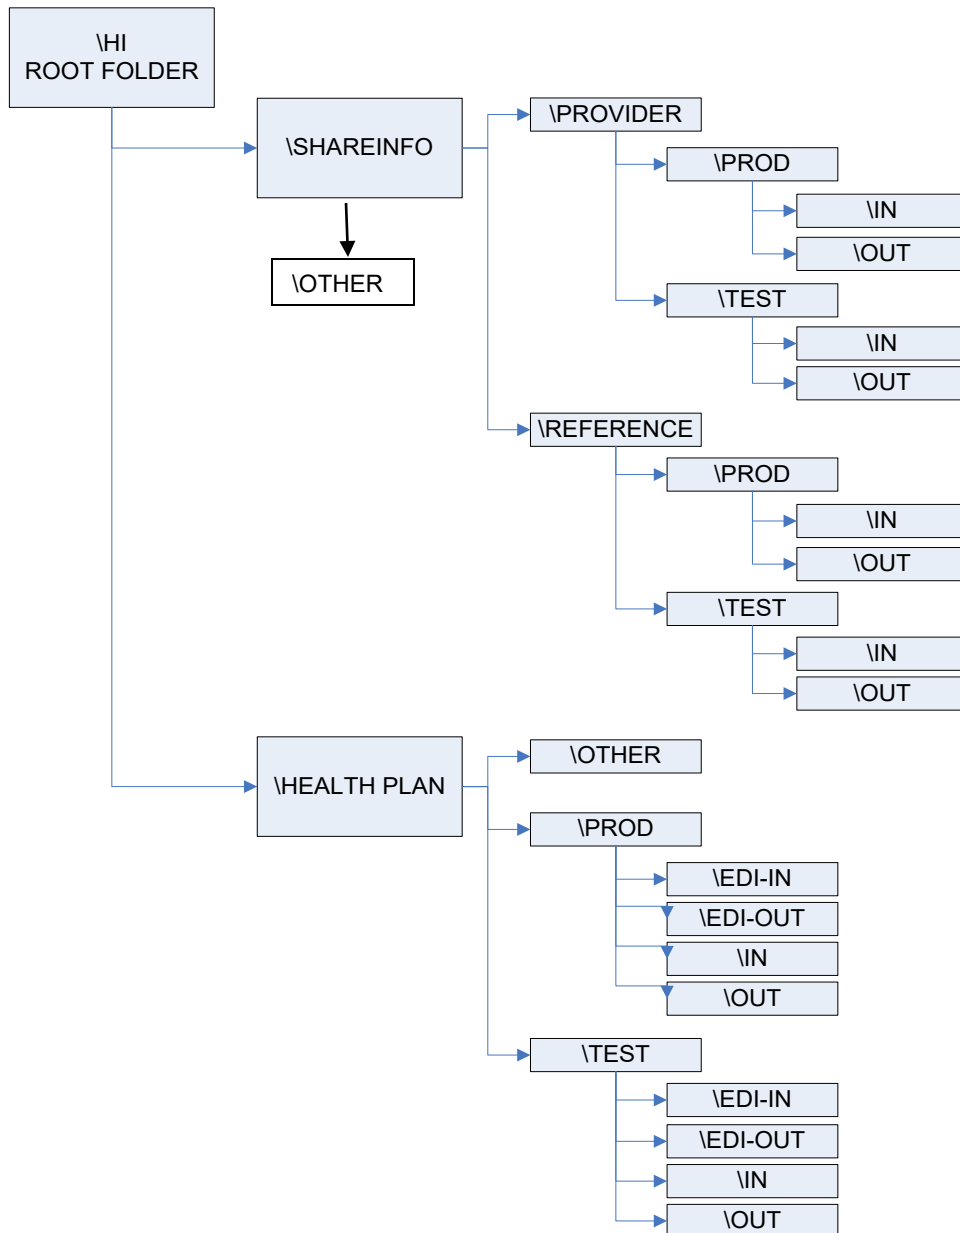 \HI
ROOT FOLDER
\SHAREINFO
\OTHER
\PROVIDER
\PROD
\IN
\OUT
\TEST
\IN
\OUT
\REFERENCE
\PROD
\IN
\OUT
\TEST
\IN
\OUT
\HEALTH PLAN
\OTHER
\PROD
\EDI-IN
\EDI-OUT
\IN
\OUT
\TEST
\EDI-IN
\EDI-OUT
\IN
\OUT